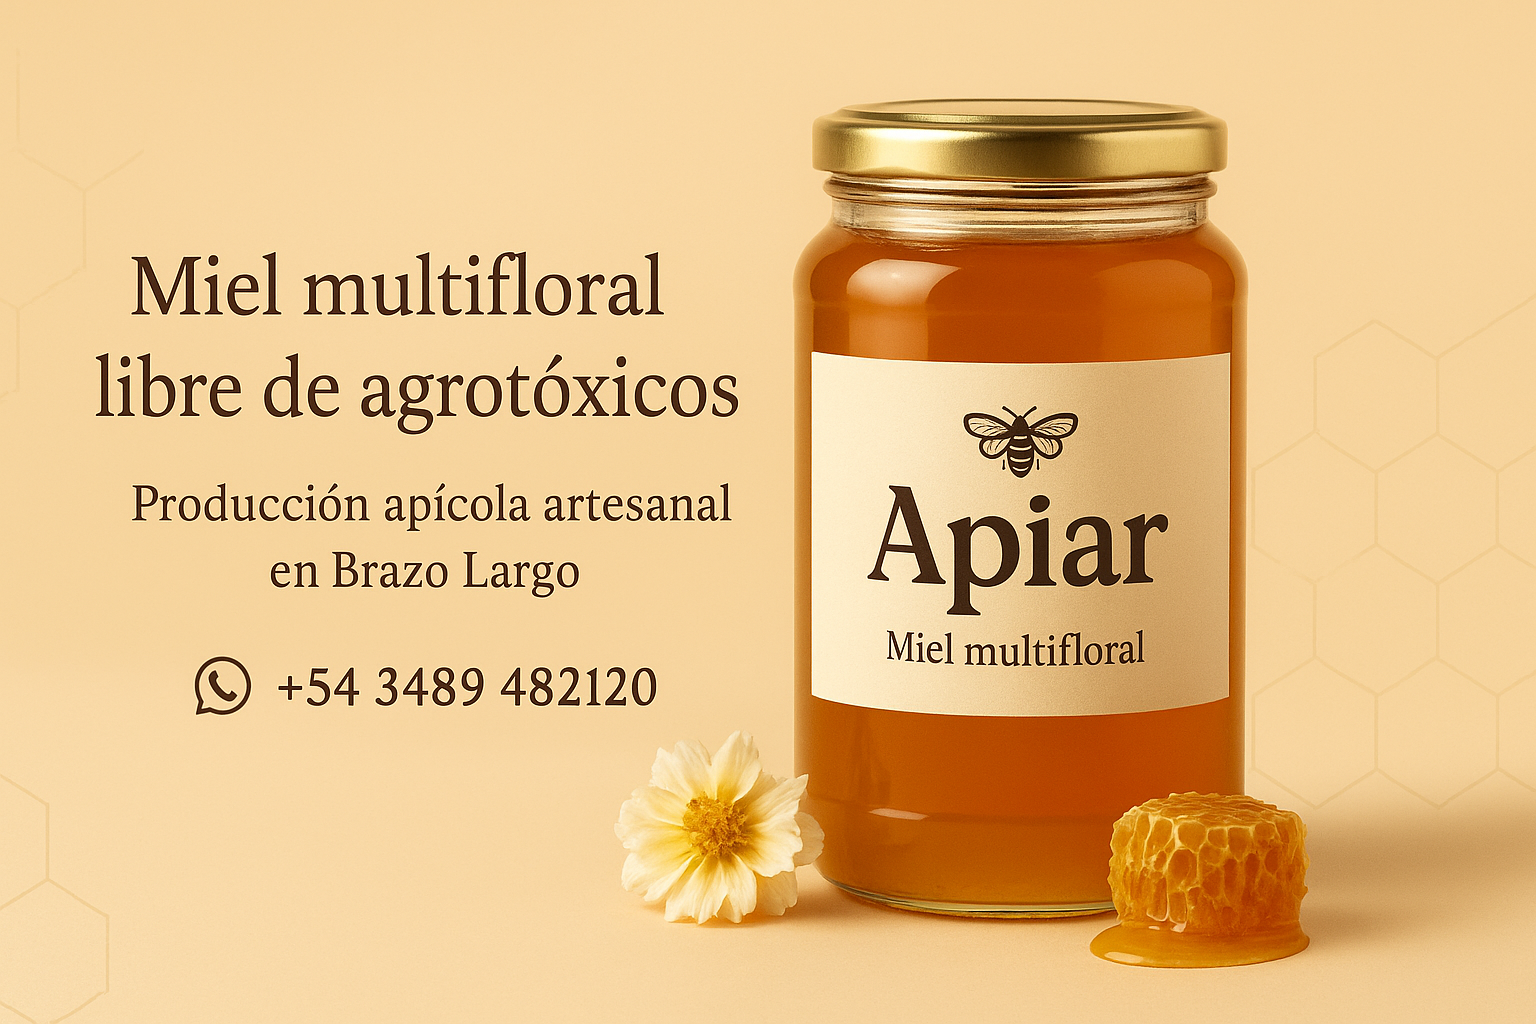 Miel multifloral
libre de agrotóxicos
Producción apícola artesanal
en Brazo Largo
+54 3489 482120
Apiar
Miel multifloral